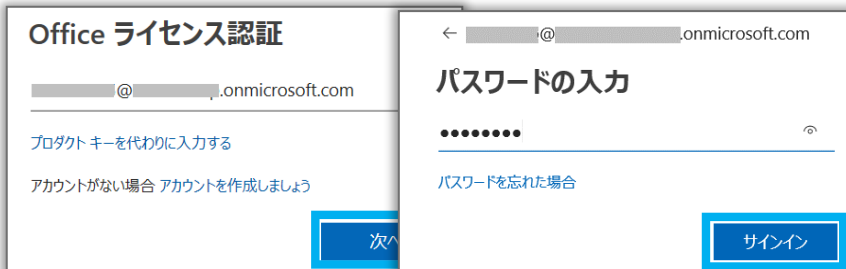 Office ライセンス認証
@ .onmicrosoft.com
プロダクト キーを代わりに入力する
アカウントがない場合 アカウントを作成しましょう
次へ
← @ .onmicrosoft.com
パスワードの入力
●●●●●●●●
パスワードを忘れた場合
サインイン